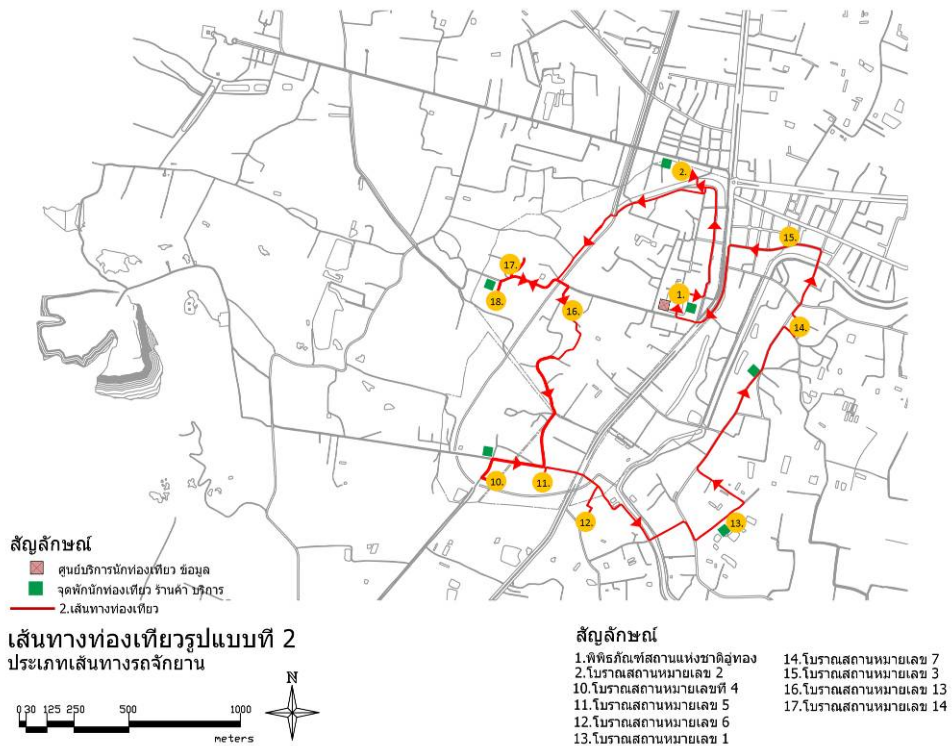 2.
15.
17.
18.
1.
16.
14.
10.
11.
12.
13.
สัญลักษณ์
ศูนย์บริการนักท่องเทียว ข้อมูล
จุดพักนักท่องเทียว ร้านค้า บริการ
2.เส้นทางท่องเทียว
เส้นทางท่องเทียวรูปแบบที 2
ประเภทเส้นทางรถจักยาน
N
0 30 125 250 500 1000
meters
สัญลักษณ์
1.พิพิธภัณฑ์สถานแห่งชาติอู่ทอง
2.โบราณสถานหมายเลข 2
10.โบราณสถานหมายเลขที 4
11.โบราณสถานหมายเลข 5
12.โบราณสถานหมายเลข 6
13.โบราณสถานหมายเลข 1
14.โบราณสถานหมายเลข 7
15.โบราณสถานหมายเลข 3
16.โบราณสถานหมายเลข 13
17.โบราณสถานหมายเลข 14